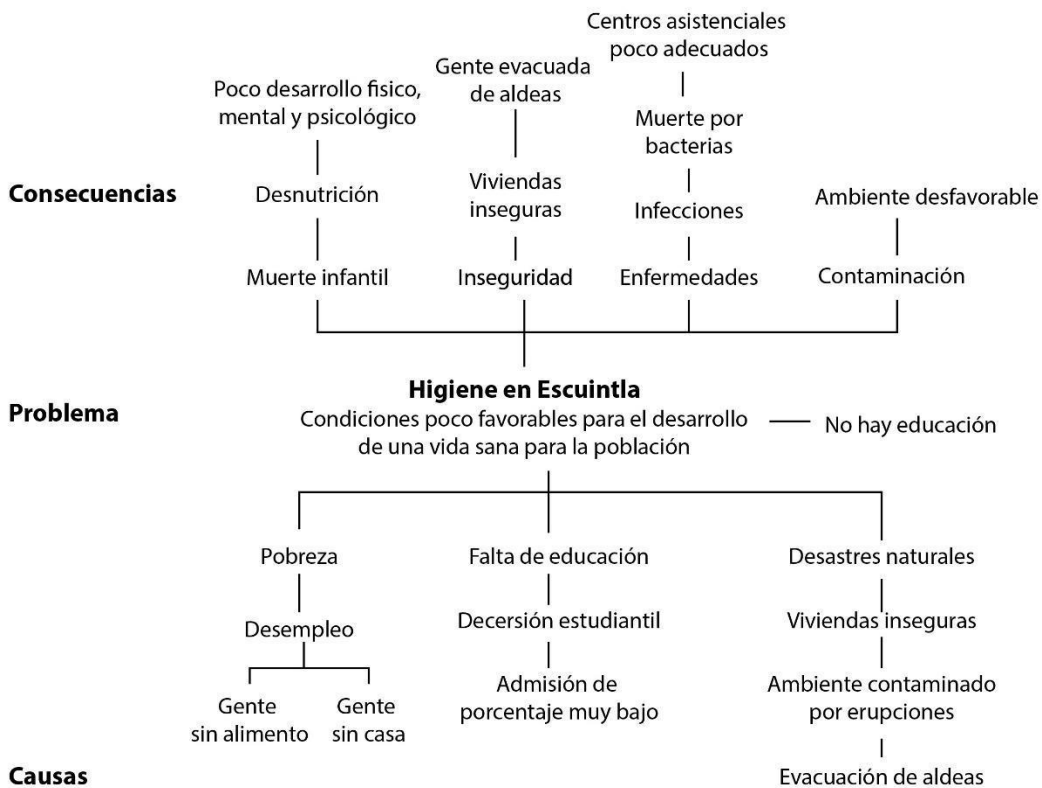 Centros asistenciales
poco adecuados
Gente evacuada
de aldeas
Poco desarrollo fisico,
mental y psicológico
Muerte por
bacterias
Consecuencias
Desnutrición
Viviendas
inseguras
Infecciones
Ambiente desfavorable
Muerte infantil
Inseguridad
Enfermedades
Contaminación
Problema
Higiene en Escuintla
Condiciones poco favorables para el desarrollo
de una vida sana para la población
No hay educación
Pobreza
Falta de educación
Desastres naturales
Desempleo
Decersión estudiantil
Viviendas inseguras
Gente
sin alimento
Gente
sin casa
Admisión de
porcentaje muy bajo
Ambiente contaminado
por erupciones
Causas
Evacuación de aldeas